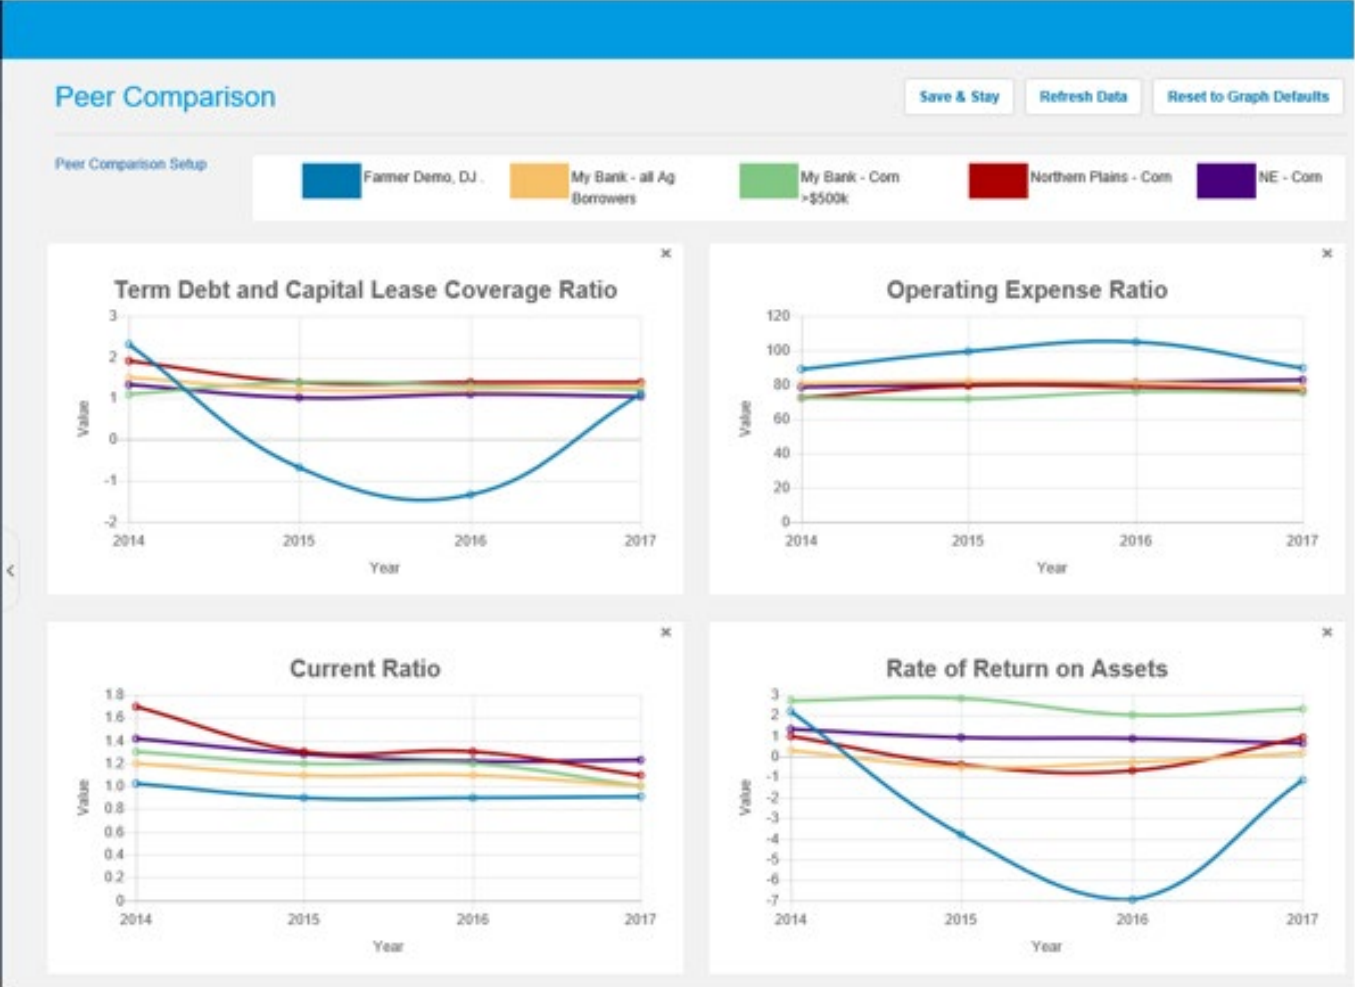 Peer Comparison
Save & Stay
Refresh Data
Reset to Graph Defaults
Peer Comparison Setup
Farmer Demo, DJ .
My Bank - all Ag
Borrowers
My Bank - Corn
>$500k
Northern Plains - Corn
NE - Corn
Term Debt and Capital Lease Coverage Ratio
3
2
1
0
-1
-2
Value
2014 2015 2016 2017
Year
Operating Expense Ratio
120
100
80
60
40
20
0
Value
2014 2015 2016 2017
Year
Current Ratio
1.8
1.6
1.4
1.2
1.0
0.8
0.6
0.4
0.2
0
Value
2014 2015 2016 2017
Year
Rate of Return on Assets
3
2
1
0
-1
-2
-3
-4
-5
-6
-7
Value
2014 2015 2016 2017
Year